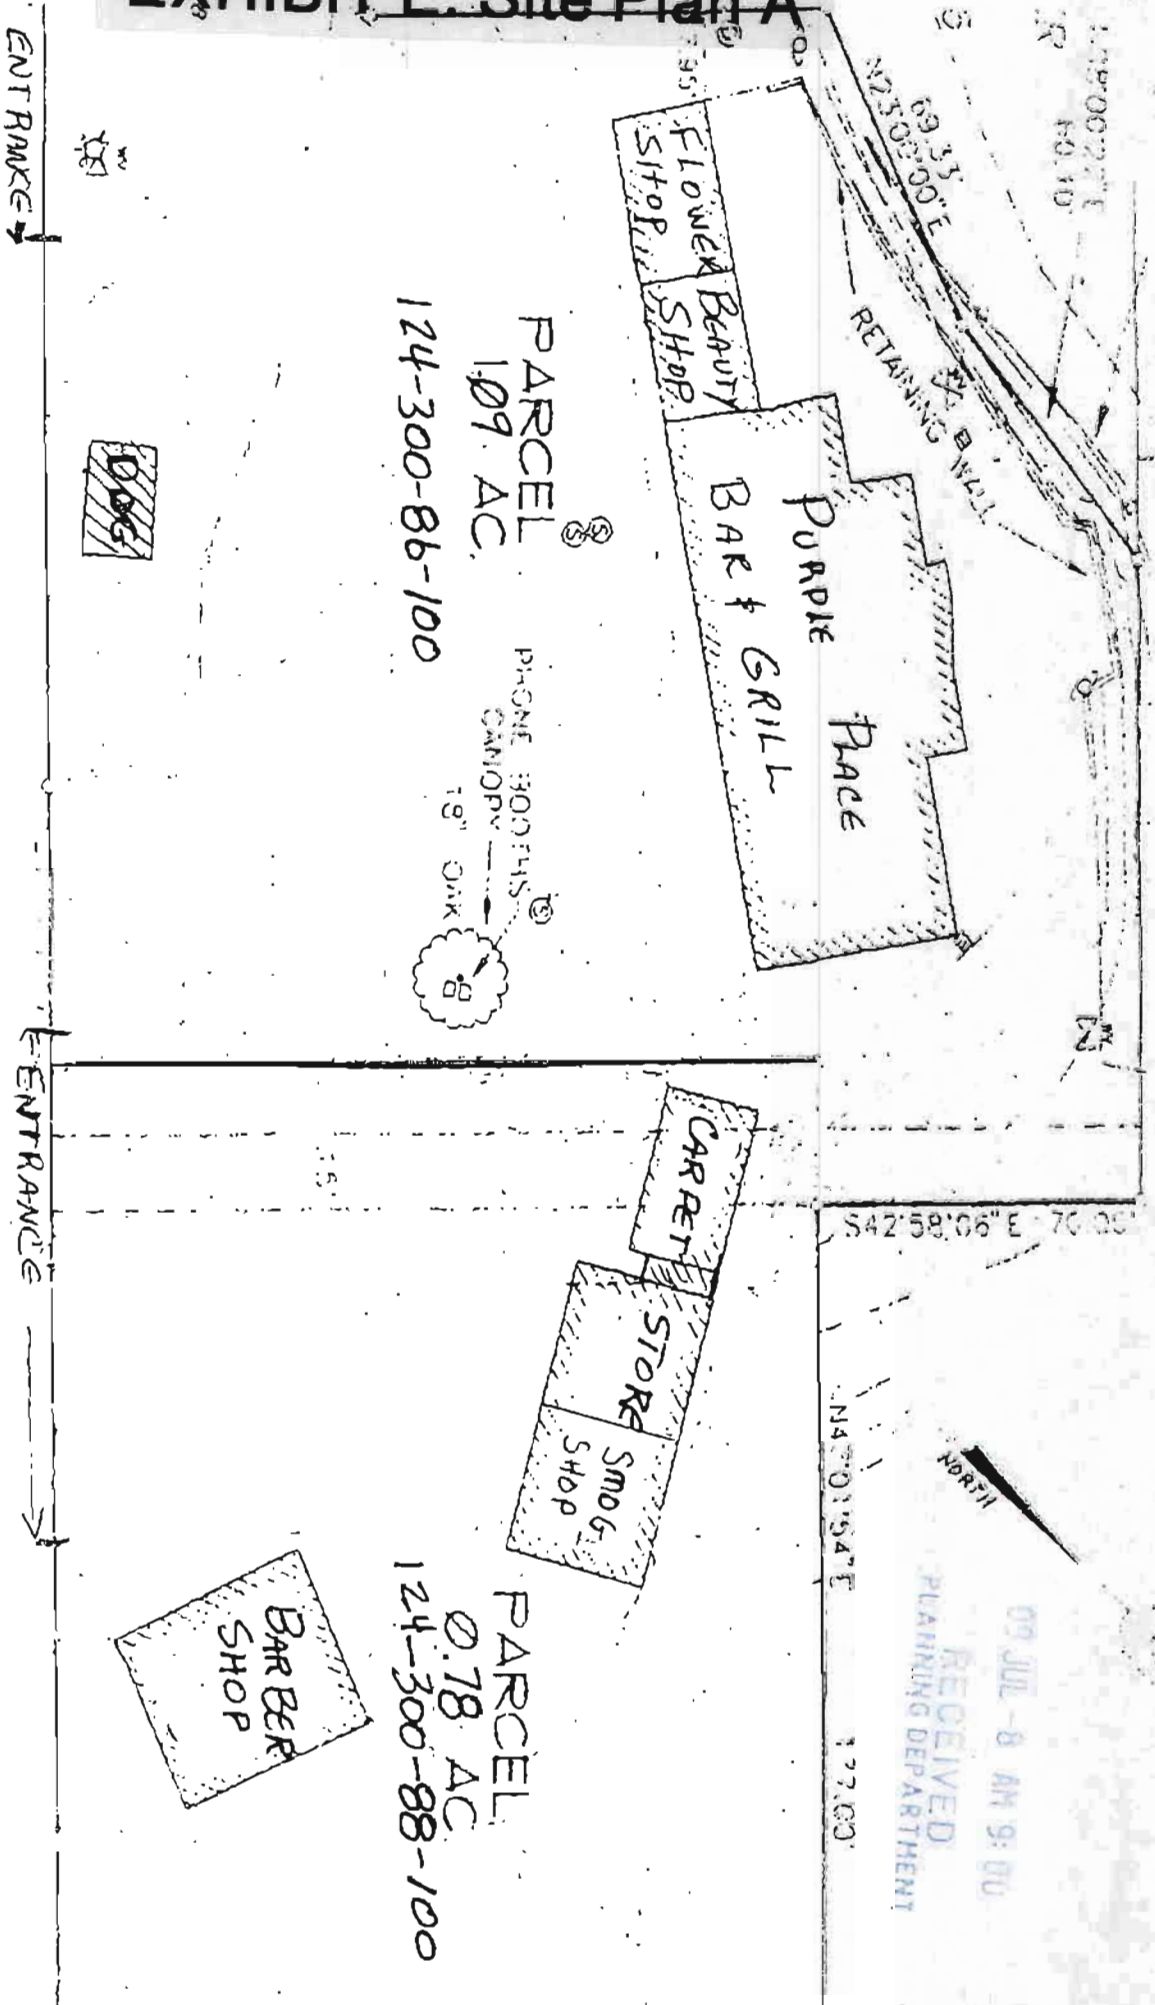 EXHIBIT E: Site Plan A
ENTRANCE
FLOWER
SHOP
BEAUTY
SHOP
PURPLE
PLACE
BAR & GRILL
PARCEL
1.09 AC.
124-300-86-100
DOG
RETAINING WALL
69.33'
N23°00'00"E
PHONE BOOTHS
CANOPY
18" OAK
ENTRANCE
CARPET
STORE
SMOG
SHOP
BARBER
SHOP
PARCEL
0.78 AC.
124-300-88-100
S42°58'06"E
NORTH
09 JUL -8 AM 9:00
RECEIVED
PLANNING DEPARTMENT